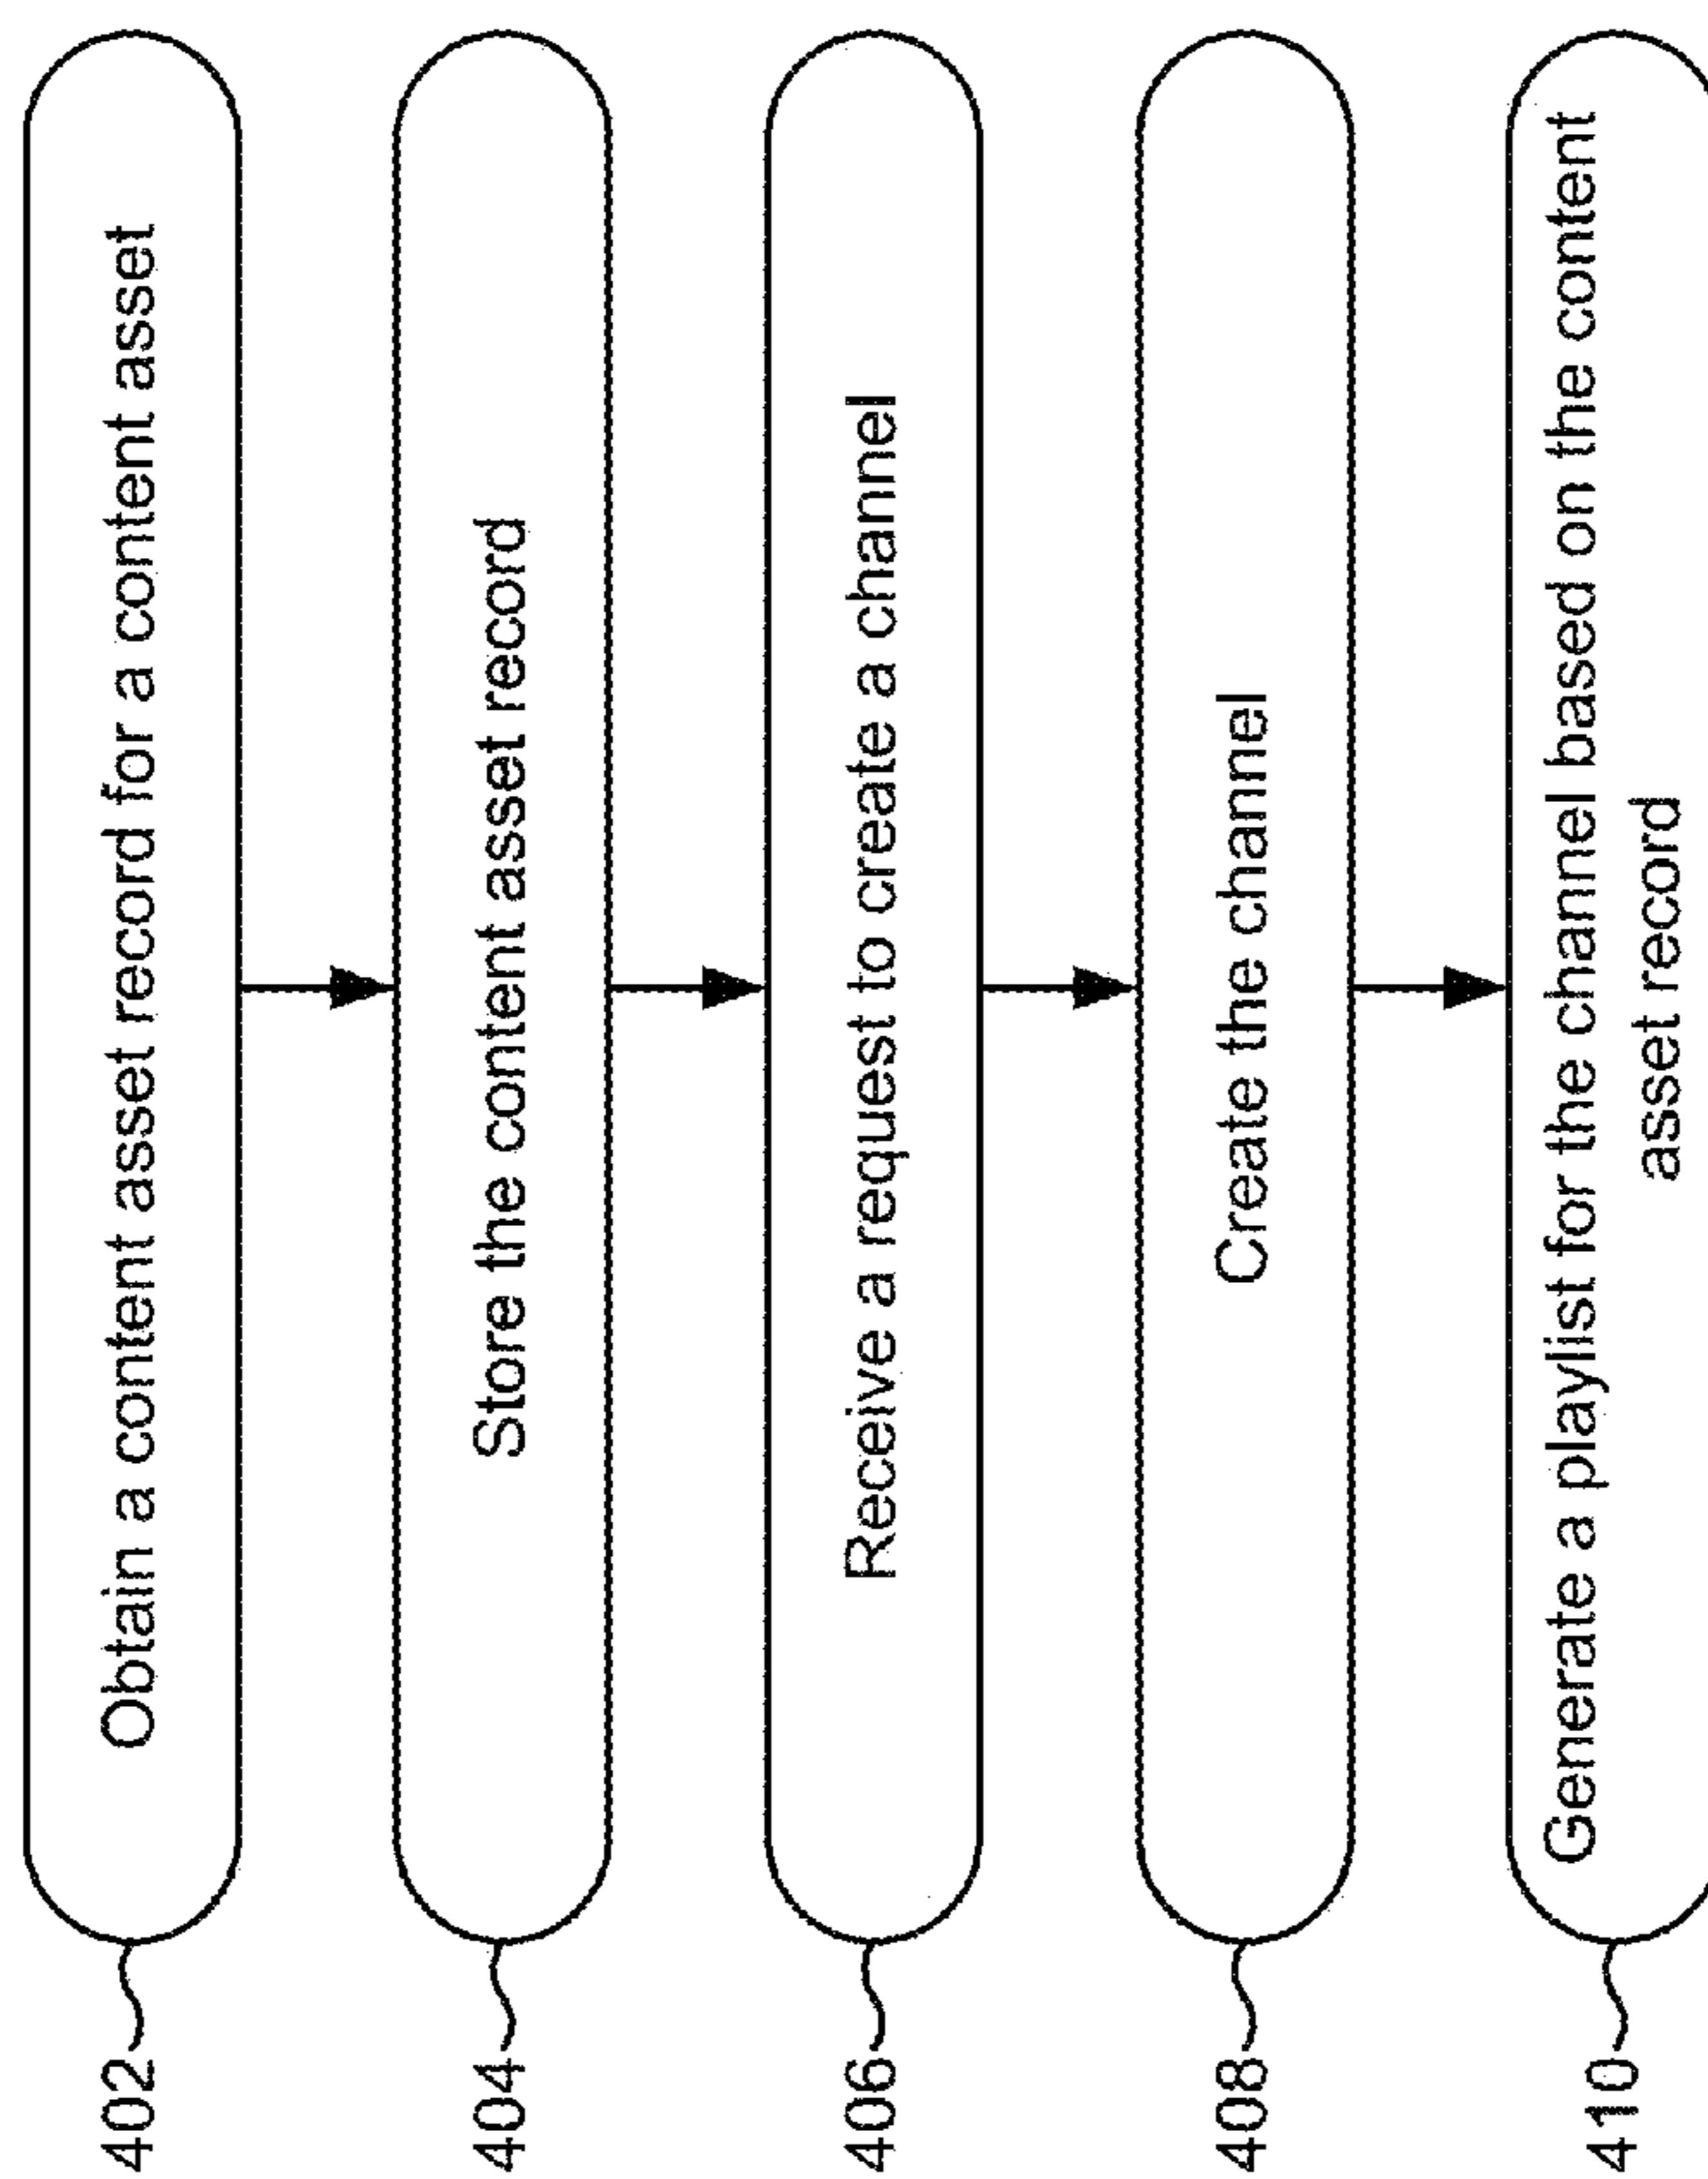 402
Obtain a content asset record for a content asset
404
Store the content asset record
406
Receive a request to create a channel
408
Create the channel
410
Generate a playlist for the channel based on the content
asset record